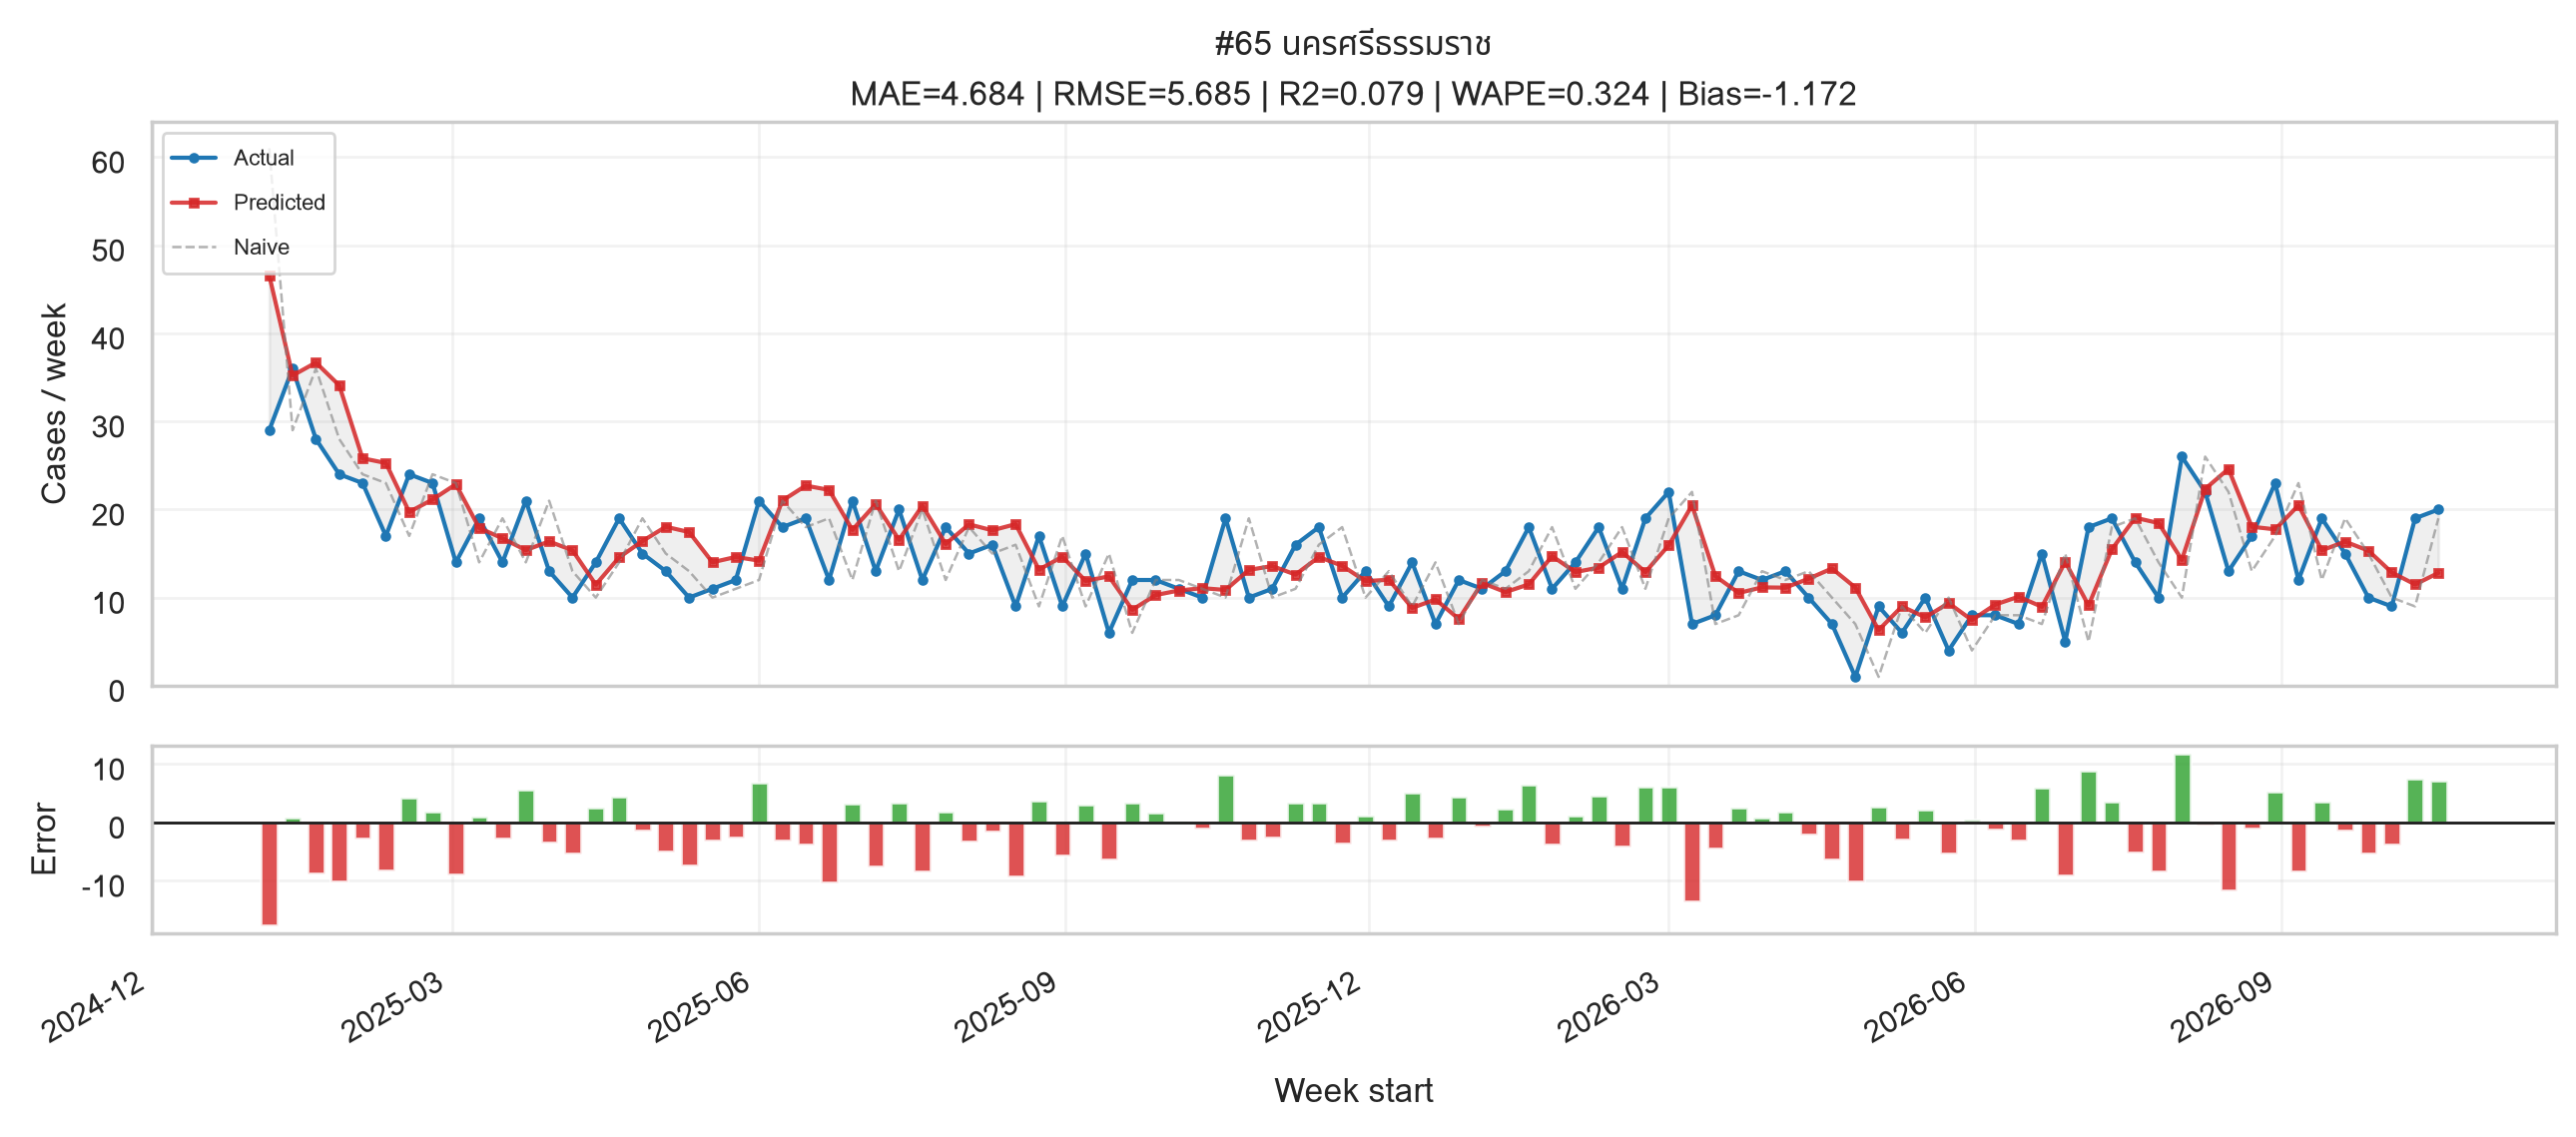 #65 นครศรีธรรมราช
MAE=4.684 | RMSE=5.685 | R2=0.079 | WAPE=0.324 | Bias=-1.172
Actual
Predicted
Naive
Cases / week
60
50
40
30
20
10
0
Error
10
0
-10
2024-12
2025-03
2025-06
2025-09
2025-12
2026-03
2026-06
2026-09
Week start